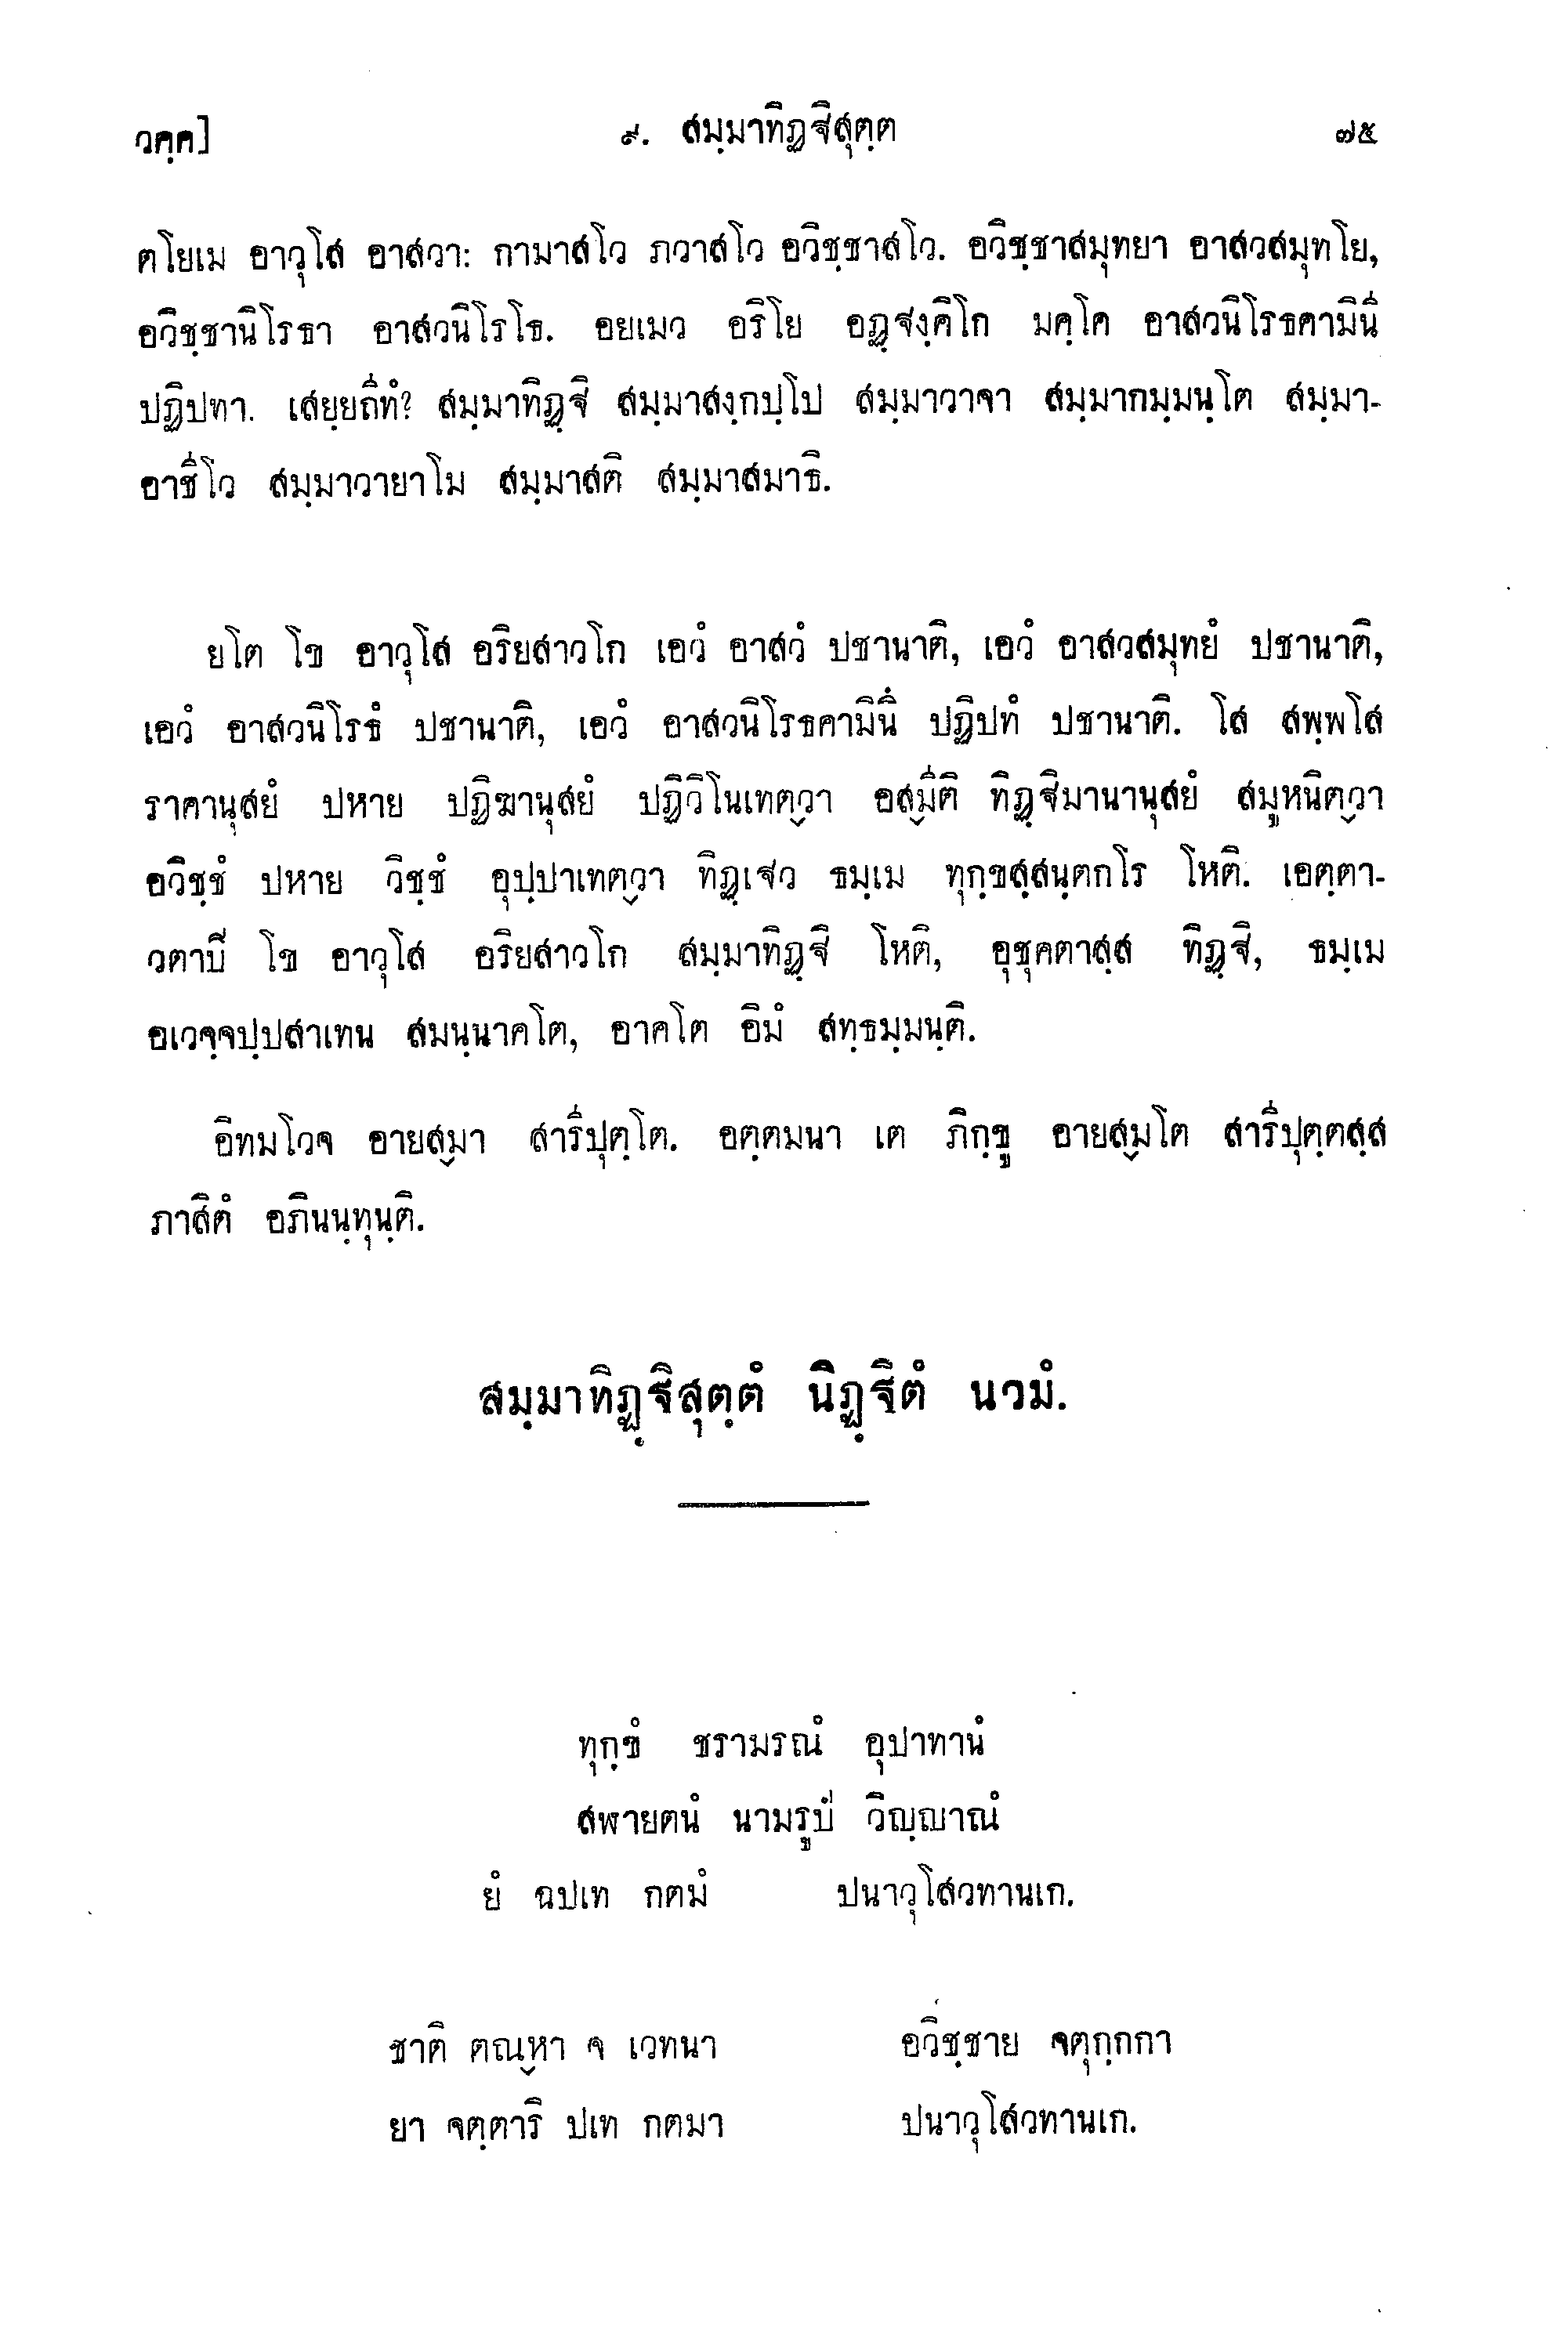 วคฺค]
๙. สมฺมาทิฏฐิสุตฺต
๗๕
ตโยเม อาวุโส อาสวา: กามาสโว ภวาสโว อวิชฺชาสโว. อวิชฺชาสมุทยา อาสวสมุทโย,
อวิชฺชานิโรธา อาสวนิโรโธ. อยเมว อริโย อฏฺฐงฺคิโก มคฺโค อาสวนิโรธคามินี
ปฏิปทา. เสยฺยถีทํ? สมฺมาทิฏฺฐิ สมฺมาสงฺกปฺโป สมฺมาวาจา สมฺมากมฺมนฺโต สมฺมา-
อาชีโว สมฺมาวายาโม สมฺมาสติ สมฺมาสมาธิ.
ยโต โข อาวุโส อริยสาวโก เอวํ อาสวํ ปชานาติ, เอวํ อาสวสมุทยํ ปชานาติ,
เอวํ อาสวนิโรธํ ปชานาติ, เอวํ อาสวนิโรธคามินึ ปฏิปทํ ปชานาติ. โส สพฺพโส
ราคานุสยํ ปหาย ปฏิฆานุสยํ ปฏิวิโนเทตฺวา อสฺมีติ ทิฏฺฐิมานานุสยํ สมูหนิตฺวา
อวิชฺชํ ปหาย วิชฺชํ อุปฺปาเทตฺวา ทิฏฺเฐว ธมฺเม ทุกฺขสฺสนฺตกโร โหติ. เอตฺตา-
วตาปิ โข อาวุโส อริยสาวโก สมฺมาทิฏฺฐิ โหติ, อุชุคตาสฺส ทิฏฺฐิ, ธมฺเม
อเวจฺจปฺปสาเทน สมนฺนาคโต, อาคโต อิมํ สทฺธมฺมนฺติ.
อิทมโวจ อายสฺมา สารีปุตฺโต. อตฺตมนา เต ภิกฺขู อายสฺมโต สารีปุตฺตสฺส
ภาสิตํ อภินนฺทุนฺติ.
สมฺมาทิฏฺฐิสุตฺตํ นิฏฺฐิตํ นวมํ.
ทุกฺขํ ชรามรณํ อุปาทานํ
สฬายตนํ นามรูปํ วิญฺญาณํ
ยํ ฉปเท กตมํ ปนาวุโสวทานเก.
ชาติ ตณฺหา จ เวทนา อวิชฺชาย จตุกฺกกา
ยา จตฺตาริ ปเท กตมา ปนาวุโสวทานเก.